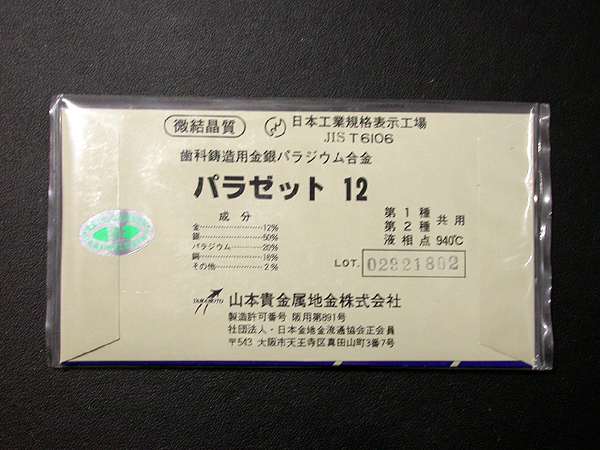 微結晶質
日本工業規格表示工場
JIS T6106
歯科鋳造用金銀パラジウム合金
パラゼット 12
成分
金 12%
銀 50%
パラジウム 20%
銅 16%
その他 2%
第1種
第2種 共用
液相点 940℃
LOT. 02321802
YAMAMOTO
山本貴金属地金株式会社
製造許可番号 阪用第891号
社団法人・日本金地金流通協会正会員
〒543 大阪市天王寺区真田山町3番7号